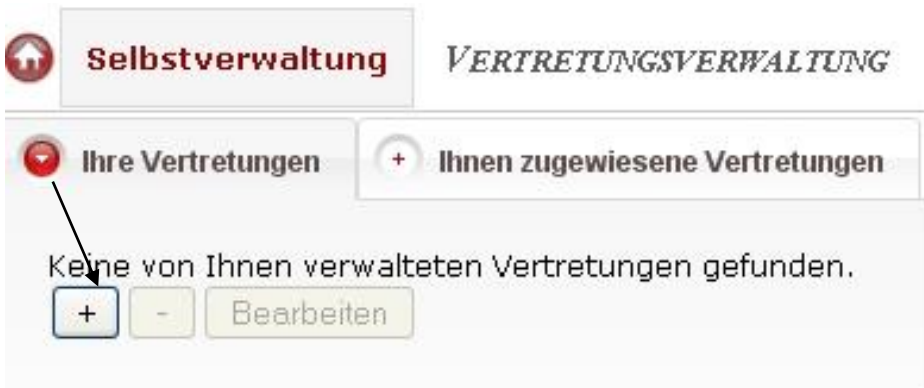 Selbstverwaltung VERTRETUNGSVERWALTUNG
Ihre Vertretungen + Ihnen zugewiesene Vertretungen
Keine von Ihnen verwalteten Vertretungen gefunden.
+ - Bearbeiten